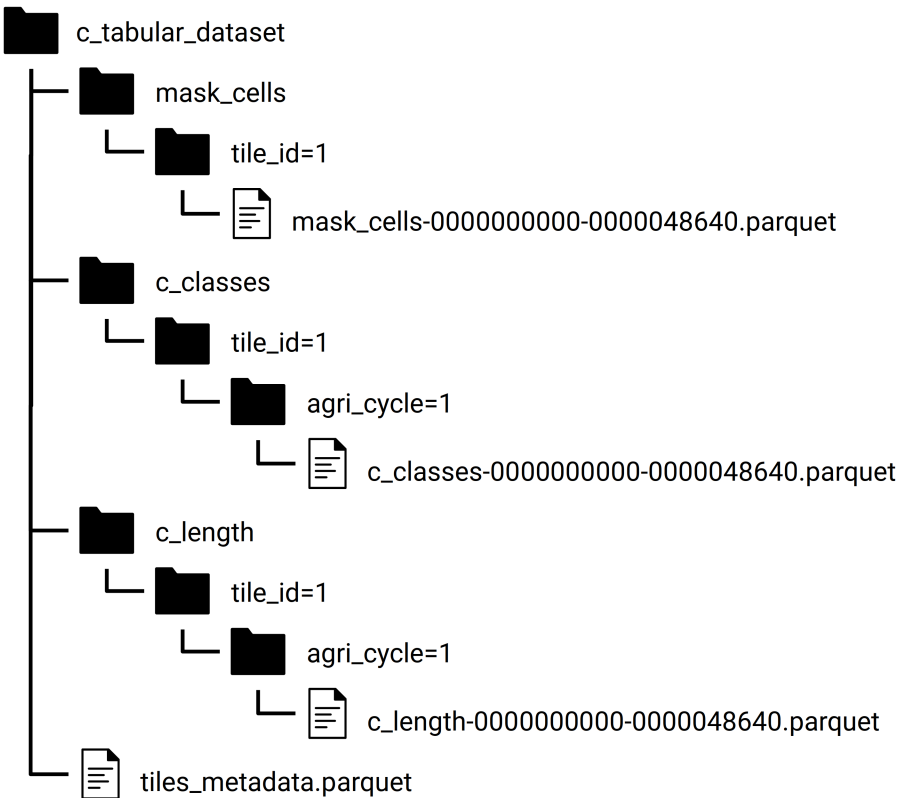 c_tabular_dataset
mask_cells
tile_id=1
mask_cells-0000000000-0000048640.parquet
c_classes
tile_id=1
agri_cycle=1
c_classes-0000000000-0000048640.parquet
c_length
tile_id=1
agri_cycle=1
c_length-0000000000-0000048640.parquet
tiles_metadata.parquet